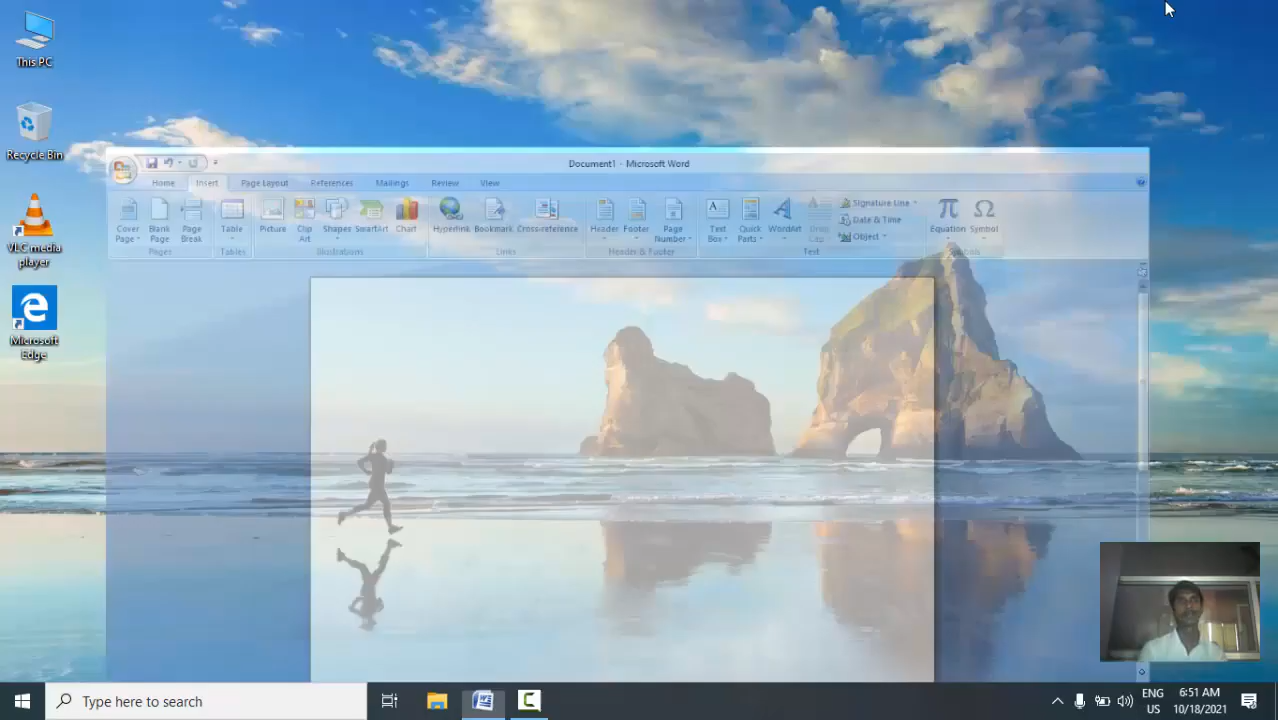 This PC
Recycle Bin
VLC media
player
Microsoft
Edge
Document1 - Microsoft Word
Home Insert Page Layout References Mailings Review View
Cover
Page
Blank
Page
Page
Break
Table
Picture
Clip
Art
Shapes
SmartArt
Chart
Hyperlink
Bookmark
Cross-reference
Header
Footer
Page
Number
Text
Box
Quick
Parts
WordArt
Drop
Cap
Signature Line
Date & Time
Object
π
Equation
Ω
Symbol
Pages Tables Illustrations Links Header & Footer Text Symbols
Type here to search
ENG
US
6:51 AM
10/18/2021